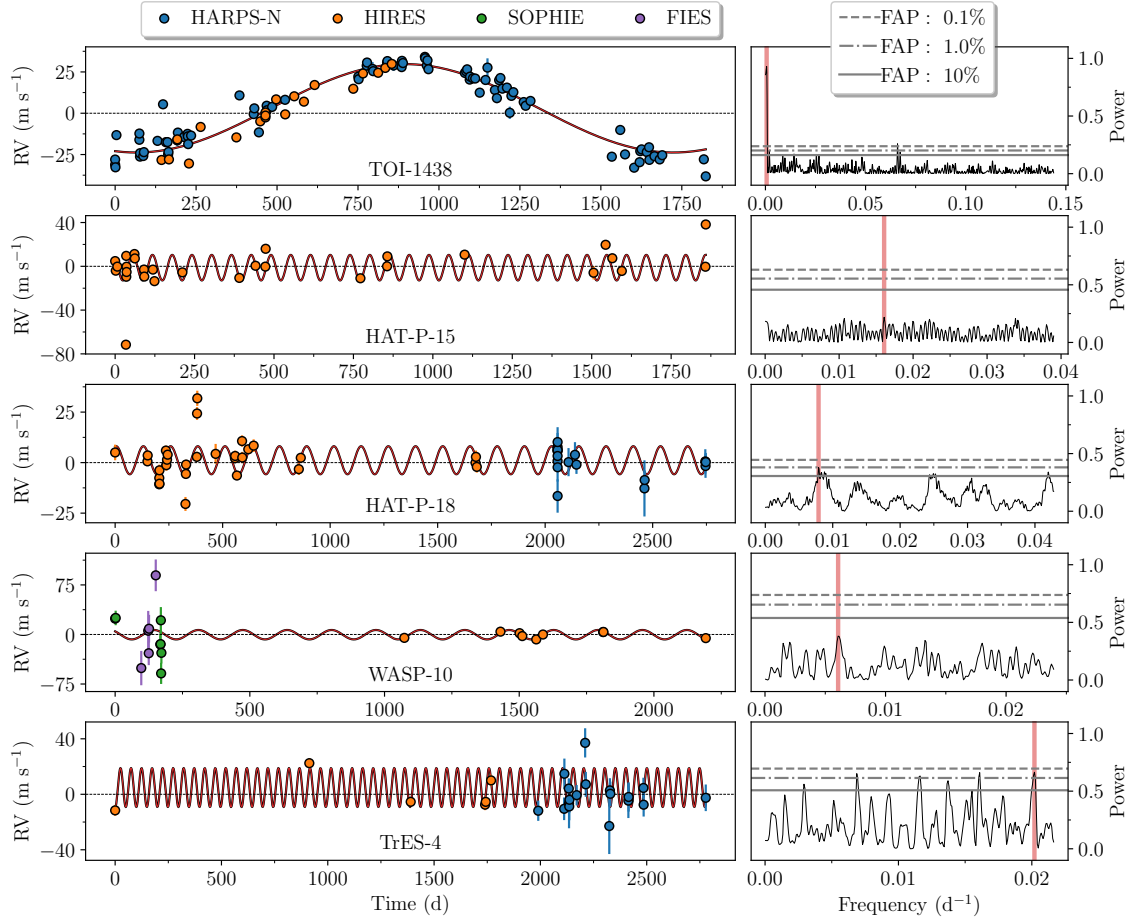 HARPS-N HIRES SOPHIE FIES
FAP : 0.1%
FAP : 1.0%
FAP : 10%
RV (m s⁻¹)
25
0
−25
TOI-1438
0 250 500 750 1000 1250 1500 1750
1.0
0.5
0.0
Power
0.00 0.05 0.10 0.15
RV (m s⁻¹)
40
0
−40
−80
HAT-P-15
0 250 500 750 1000 1250 1500 1750
1.0
0.5
0.0
Power
0.00 0.01 0.02 0.03 0.04
RV (m s⁻¹)
25
0
−25
HAT-P-18
0 500 1000 1500 2000 2500
1.0
0.5
0.0
Power
0.00 0.01 0.02 0.03 0.04
RV (m s⁻¹)
75
0
−75
WASP-10
0 500 1000 1500 2000
1.0
0.5
0.0
Power
0.00 0.01 0.02
RV (m s⁻¹)
40
0
−40
TrES-4
0 500 1000 1500 2000 2500
Time (d)
1.0
0.5
0.0
Power
0.00 0.01 0.02
Frequency (d⁻¹)